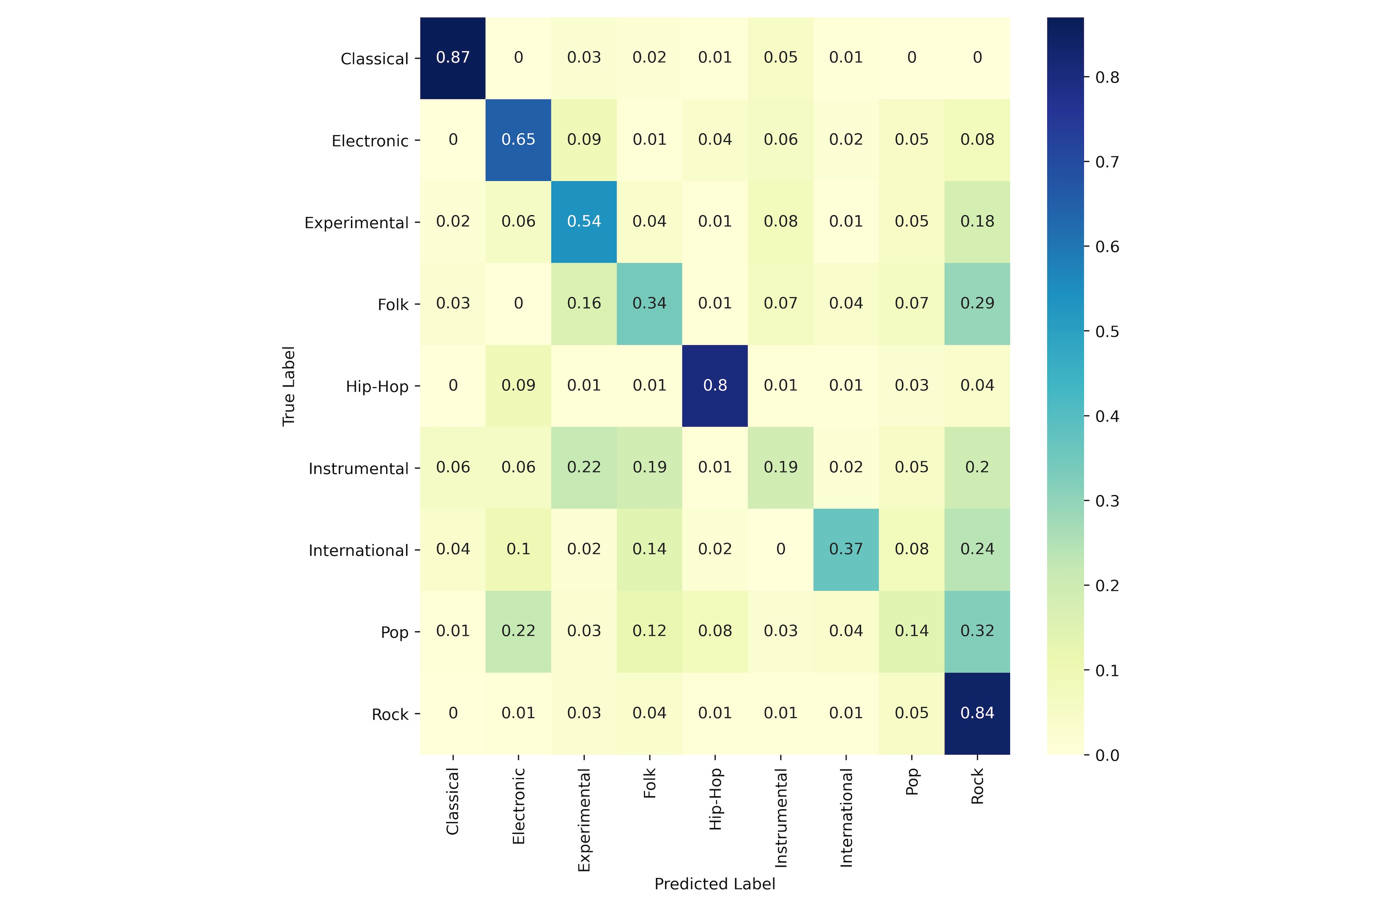 Classical 0.87 0 0.03 0.02 0.01 0.05 0.01 0 0
Electronic 0 0.65 0.09 0.01 0.04 0.06 0.02 0.05 0.08
Experimental 0.02 0.06 0.54 0.04 0.01 0.08 0.01 0.05 0.18
Folk 0.03 0 0.16 0.34 0.01 0.07 0.04 0.07 0.29
Hip-Hop 0 0.09 0.01 0.01 0.8 0.01 0.01 0.03 0.04
Instrumental 0.06 0.06 0.22 0.19 0.01 0.19 0.02 0.05 0.2
International 0.04 0.1 0.02 0.14 0.02 0 0.37 0.08 0.24
Pop 0.01 0.22 0.03 0.12 0.08 0.03 0.04 0.14 0.32
Rock 0 0.01 0.03 0.04 0.01 0.01 0.01 0.05 0.84
True Label
Classical Electronic Experimental Folk Hip-Hop Instrumental International Pop Rock
Predicted Label
0.8
0.7
0.6
0.5
0.4
0.3
0.2
0.1
0.0